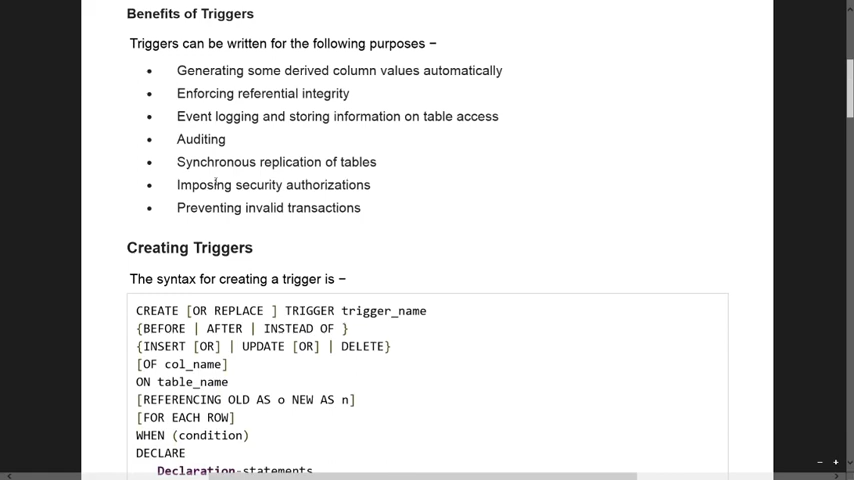 Benefits of Triggers
Triggers can be written for the following purposes −
• Generating some derived column values automatically
• Enforcing referential integrity
• Event logging and storing information on table access
• Auditing
• Synchronous replication of tables
• Imposing security authorizations
• Preventing invalid transactions
Creating Triggers
The syntax for creating a trigger is −
CREATE [OR REPLACE ] TRIGGER trigger_name
{BEFORE | AFTER | INSTEAD OF }
{INSERT [OR] | UPDATE [OR] | DELETE}
[OF col_name]
ON table_name
[REFERENCING OLD AS o NEW AS n]
[FOR EACH ROW]
WHEN (condition)
DECLARE
Declaration-statements